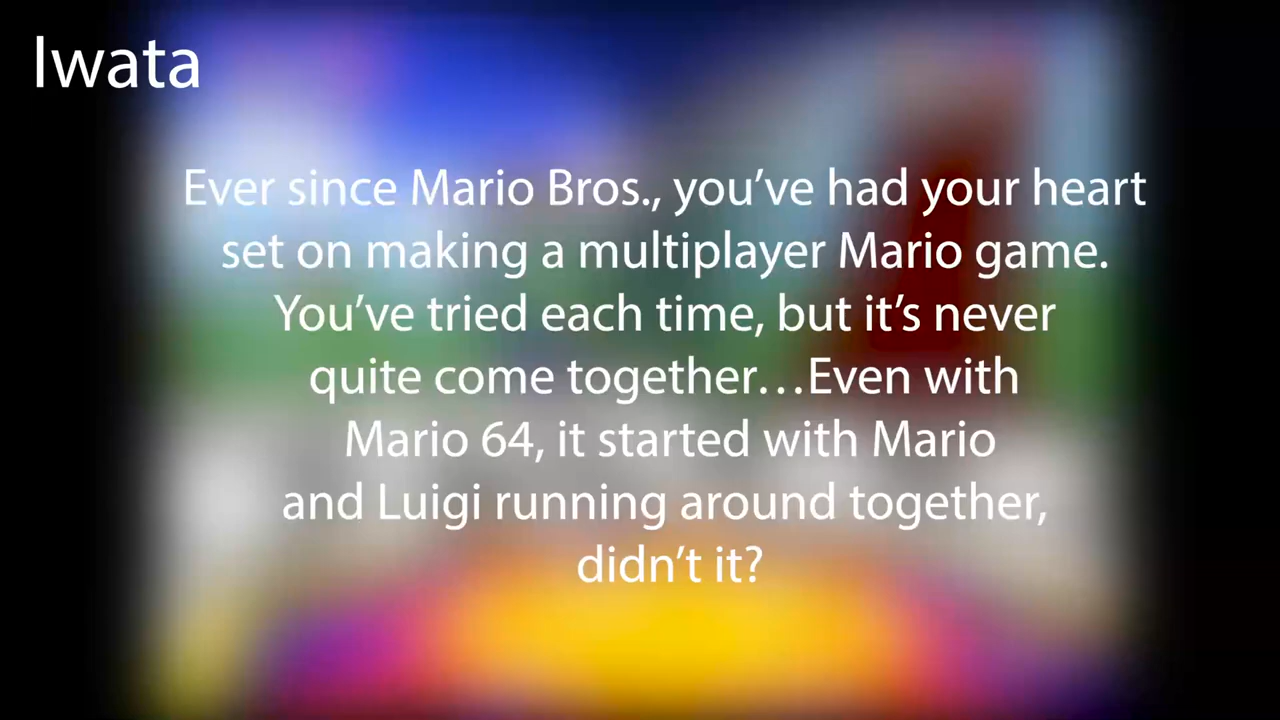 Iwata
Ever since Mario Bros., you’ve had your heart
set on making a multiplayer Mario game.
You’ve tried each time, but it’s never
quite come together…Even with
Mario 64, it started with Mario
and Luigi running around together,
didn’t it?